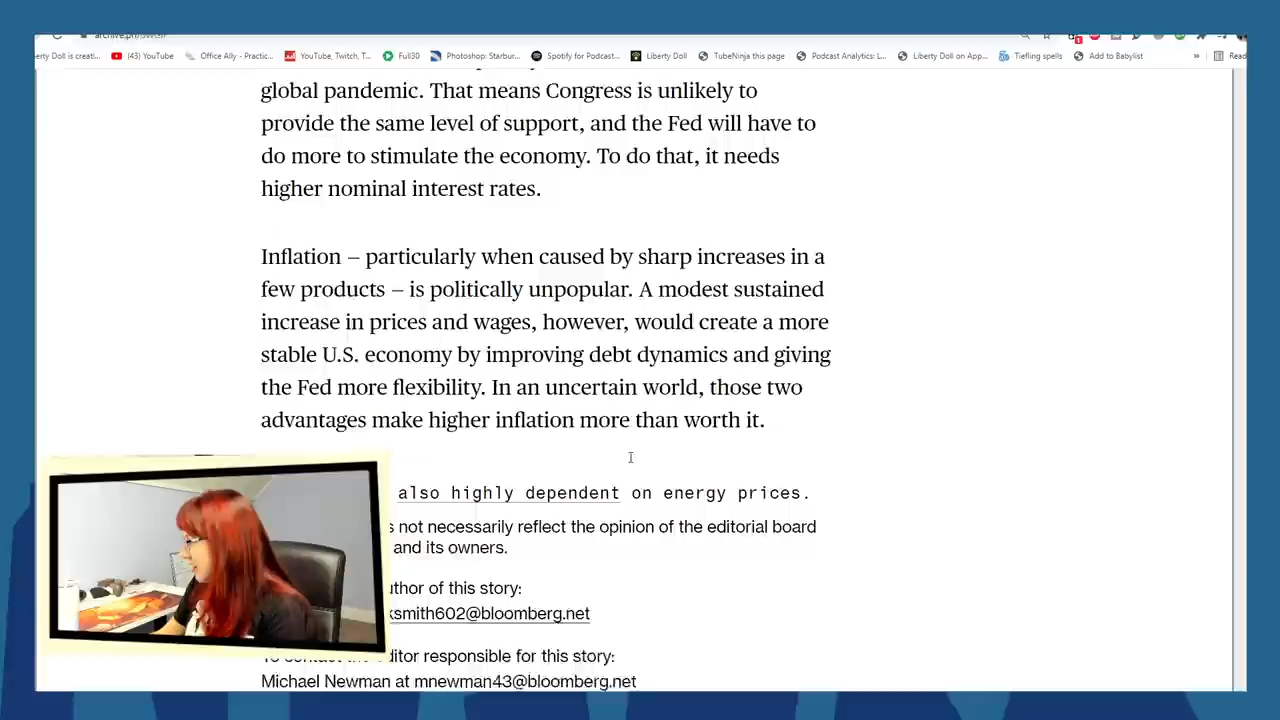 (43) YouTube
Office Ally - Practic...
YouTube, Twitch, T...
Full30
Photoshop: Starbur...
Spotify for Podcast...
Liberty Doll
TubeNinja this page
Podcast Analytics: L...
Liberty Doll on App...
Tiefling spells
Add to Babylist
»
Read
global pandemic. That means Congress is unlikely to
provide the same level of support, and the Fed will have to
do more to stimulate the economy. To do that, it needs
higher nominal interest rates.
Inflation — particularly when caused by sharp increases in a
few products — is politically unpopular. A modest sustained
increase in prices and wages, however, would create a more
stable U.S. economy by improving debt dynamics and giving
the Fed more flexibility. In an uncertain world, those two
advantages make higher inflation more than worth it.
also highly dependent on energy prices.
not necessarily reflect the opinion of the editorial board
and its owners.
of this story:
ksmith602@bloomberg.net
responsible for this story:
Michael Newman at mnewman43@bloomberg.net